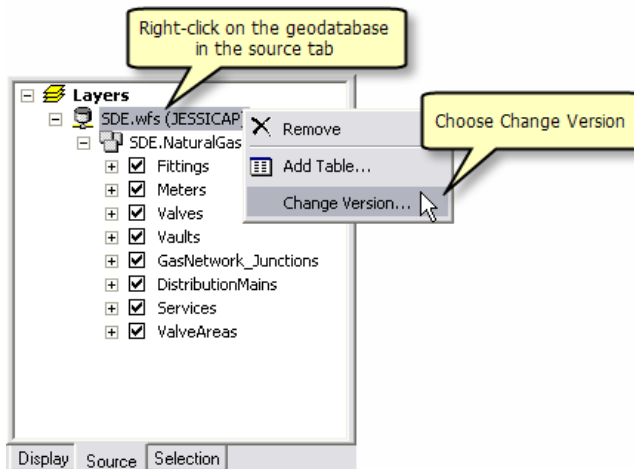 Right-click on the geodatabase
in the source tab
Layers
SDE.wfs (JESSICAP)
Remove
Choose Change Version
SDE.NaturalGas
Fittings
Add Table...
Meters
Change Version...
Valves
Vaults
GasNetwork_Junctions
DistributionMains
Services
ValveAreas
Display
Source
Selection